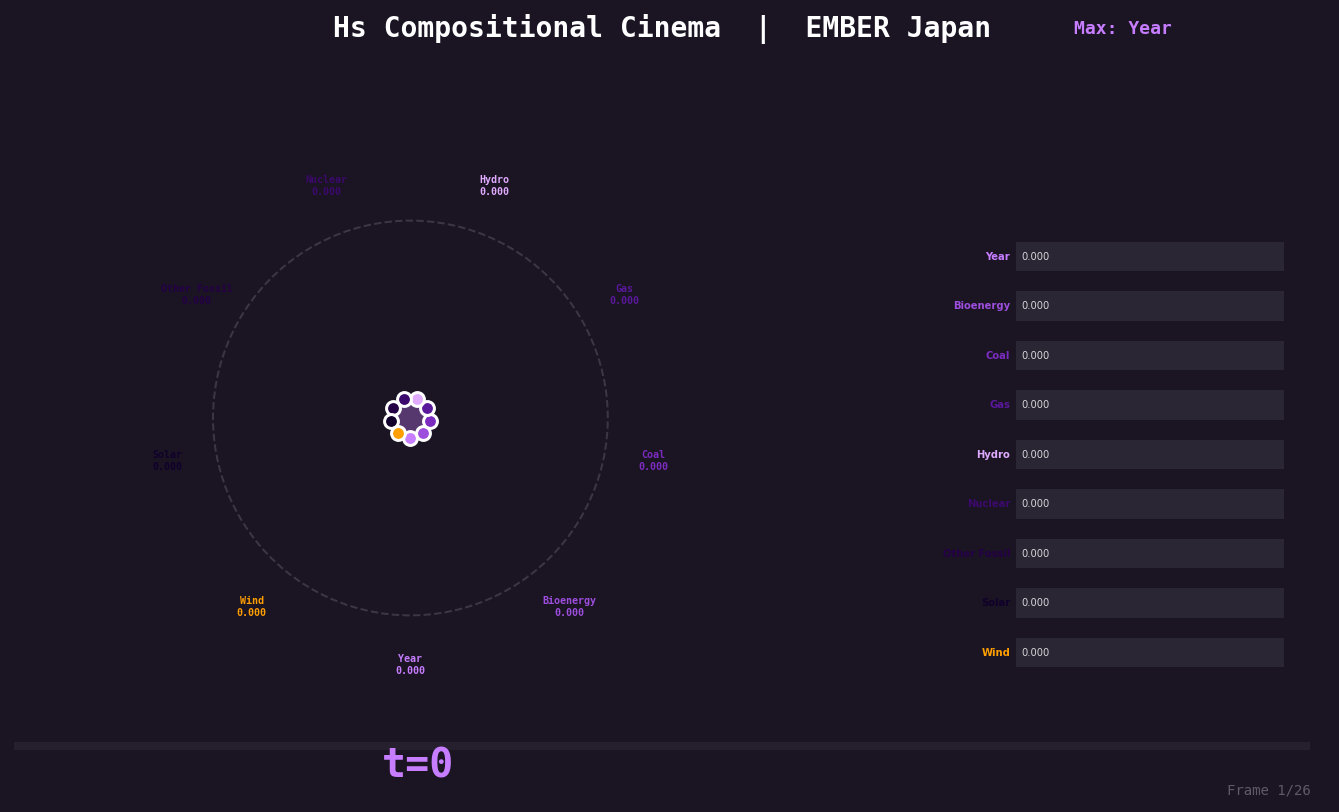 Hs Compositional Cinema | EMBER Japan
Max: Year
Nuclear
0.000
Hydro
0.000
Other Fossil
0.000
Gas
0.000
Solar
0.000
Coal
0.000
Wind
0.000
Bioenergy
0.000
Year
0.000
Year 0.000
Bioenergy 0.000
Coal 0.000
Gas 0.000
Hydro 0.000
Nuclear 0.000
Other Fossil 0.000
Solar 0.000
Wind 0.000
t=0
Frame 1/26